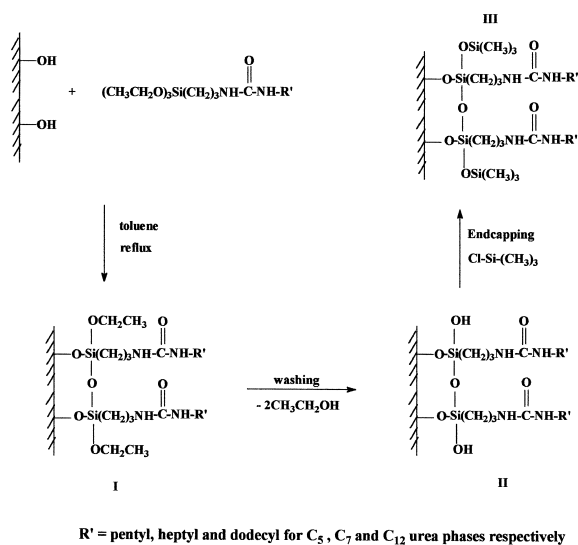 III
OH
OH
+
(CH₃CH₂O)₃Si(CH₂)₃NH-C-NH-R'
O
OSi(CH₃)₃
O
O-Si(CH₂)₃NH -C-NH-R'
O
O
O-Si(CH₂)₃NH-C-NH-R'
OSi(CH₃)₃
toluene
reflux
Endcapping
Cl-Si-(CH₃)₃
OCH₂CH₃
O
O-Si(CH₂)₃NH -C-NH-R'
O
O
O-Si(CH₂)₃NH-C-NH-R'
OCH₂CH₃
I
washing
- 2CH₃CH₂OH
OH
O
O-Si(CH₂)₃NH -C-NH-R'
O
O
O-Si(CH₂)₃NH-C-NH-R'
OH
II
R' = pentyl, heptyl and dodecyl for C₅ , C₇ and C₁₂ urea phases respectively